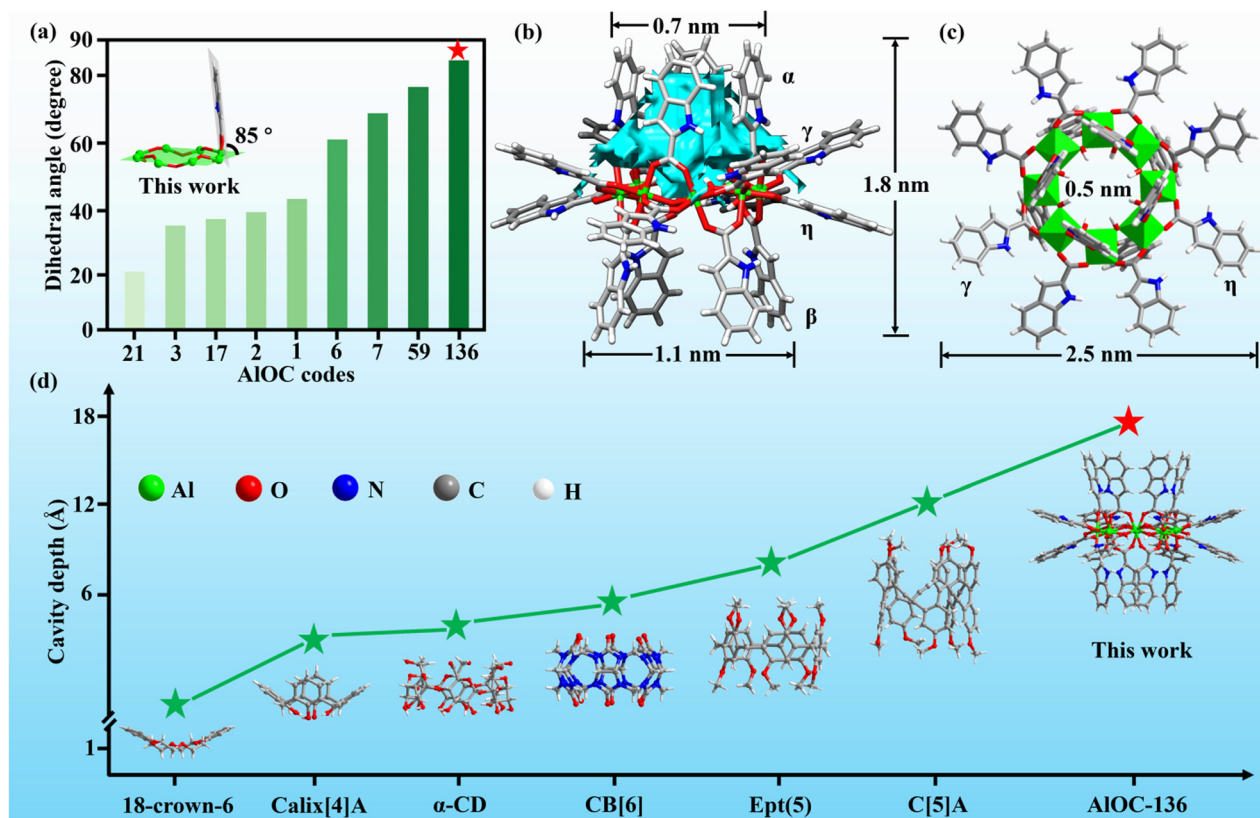 (a)
Dihedral angle (degree)
90
80
60
40
20
0
85 °
This work
21 3 17 2 1 6 7 59 136
AlOC codes
(b)
0.7 nm
α
γ
η
β
1.8 nm
1.1 nm
(c)
0.5 nm
γ
η
2.5 nm
(d)
Cavity depth (Å)
18
12
6
1
Al O N C H
This work
18-crown-6 Calix[4]A α-CD CB[6] Ept(5) C[5]A AlOC-136